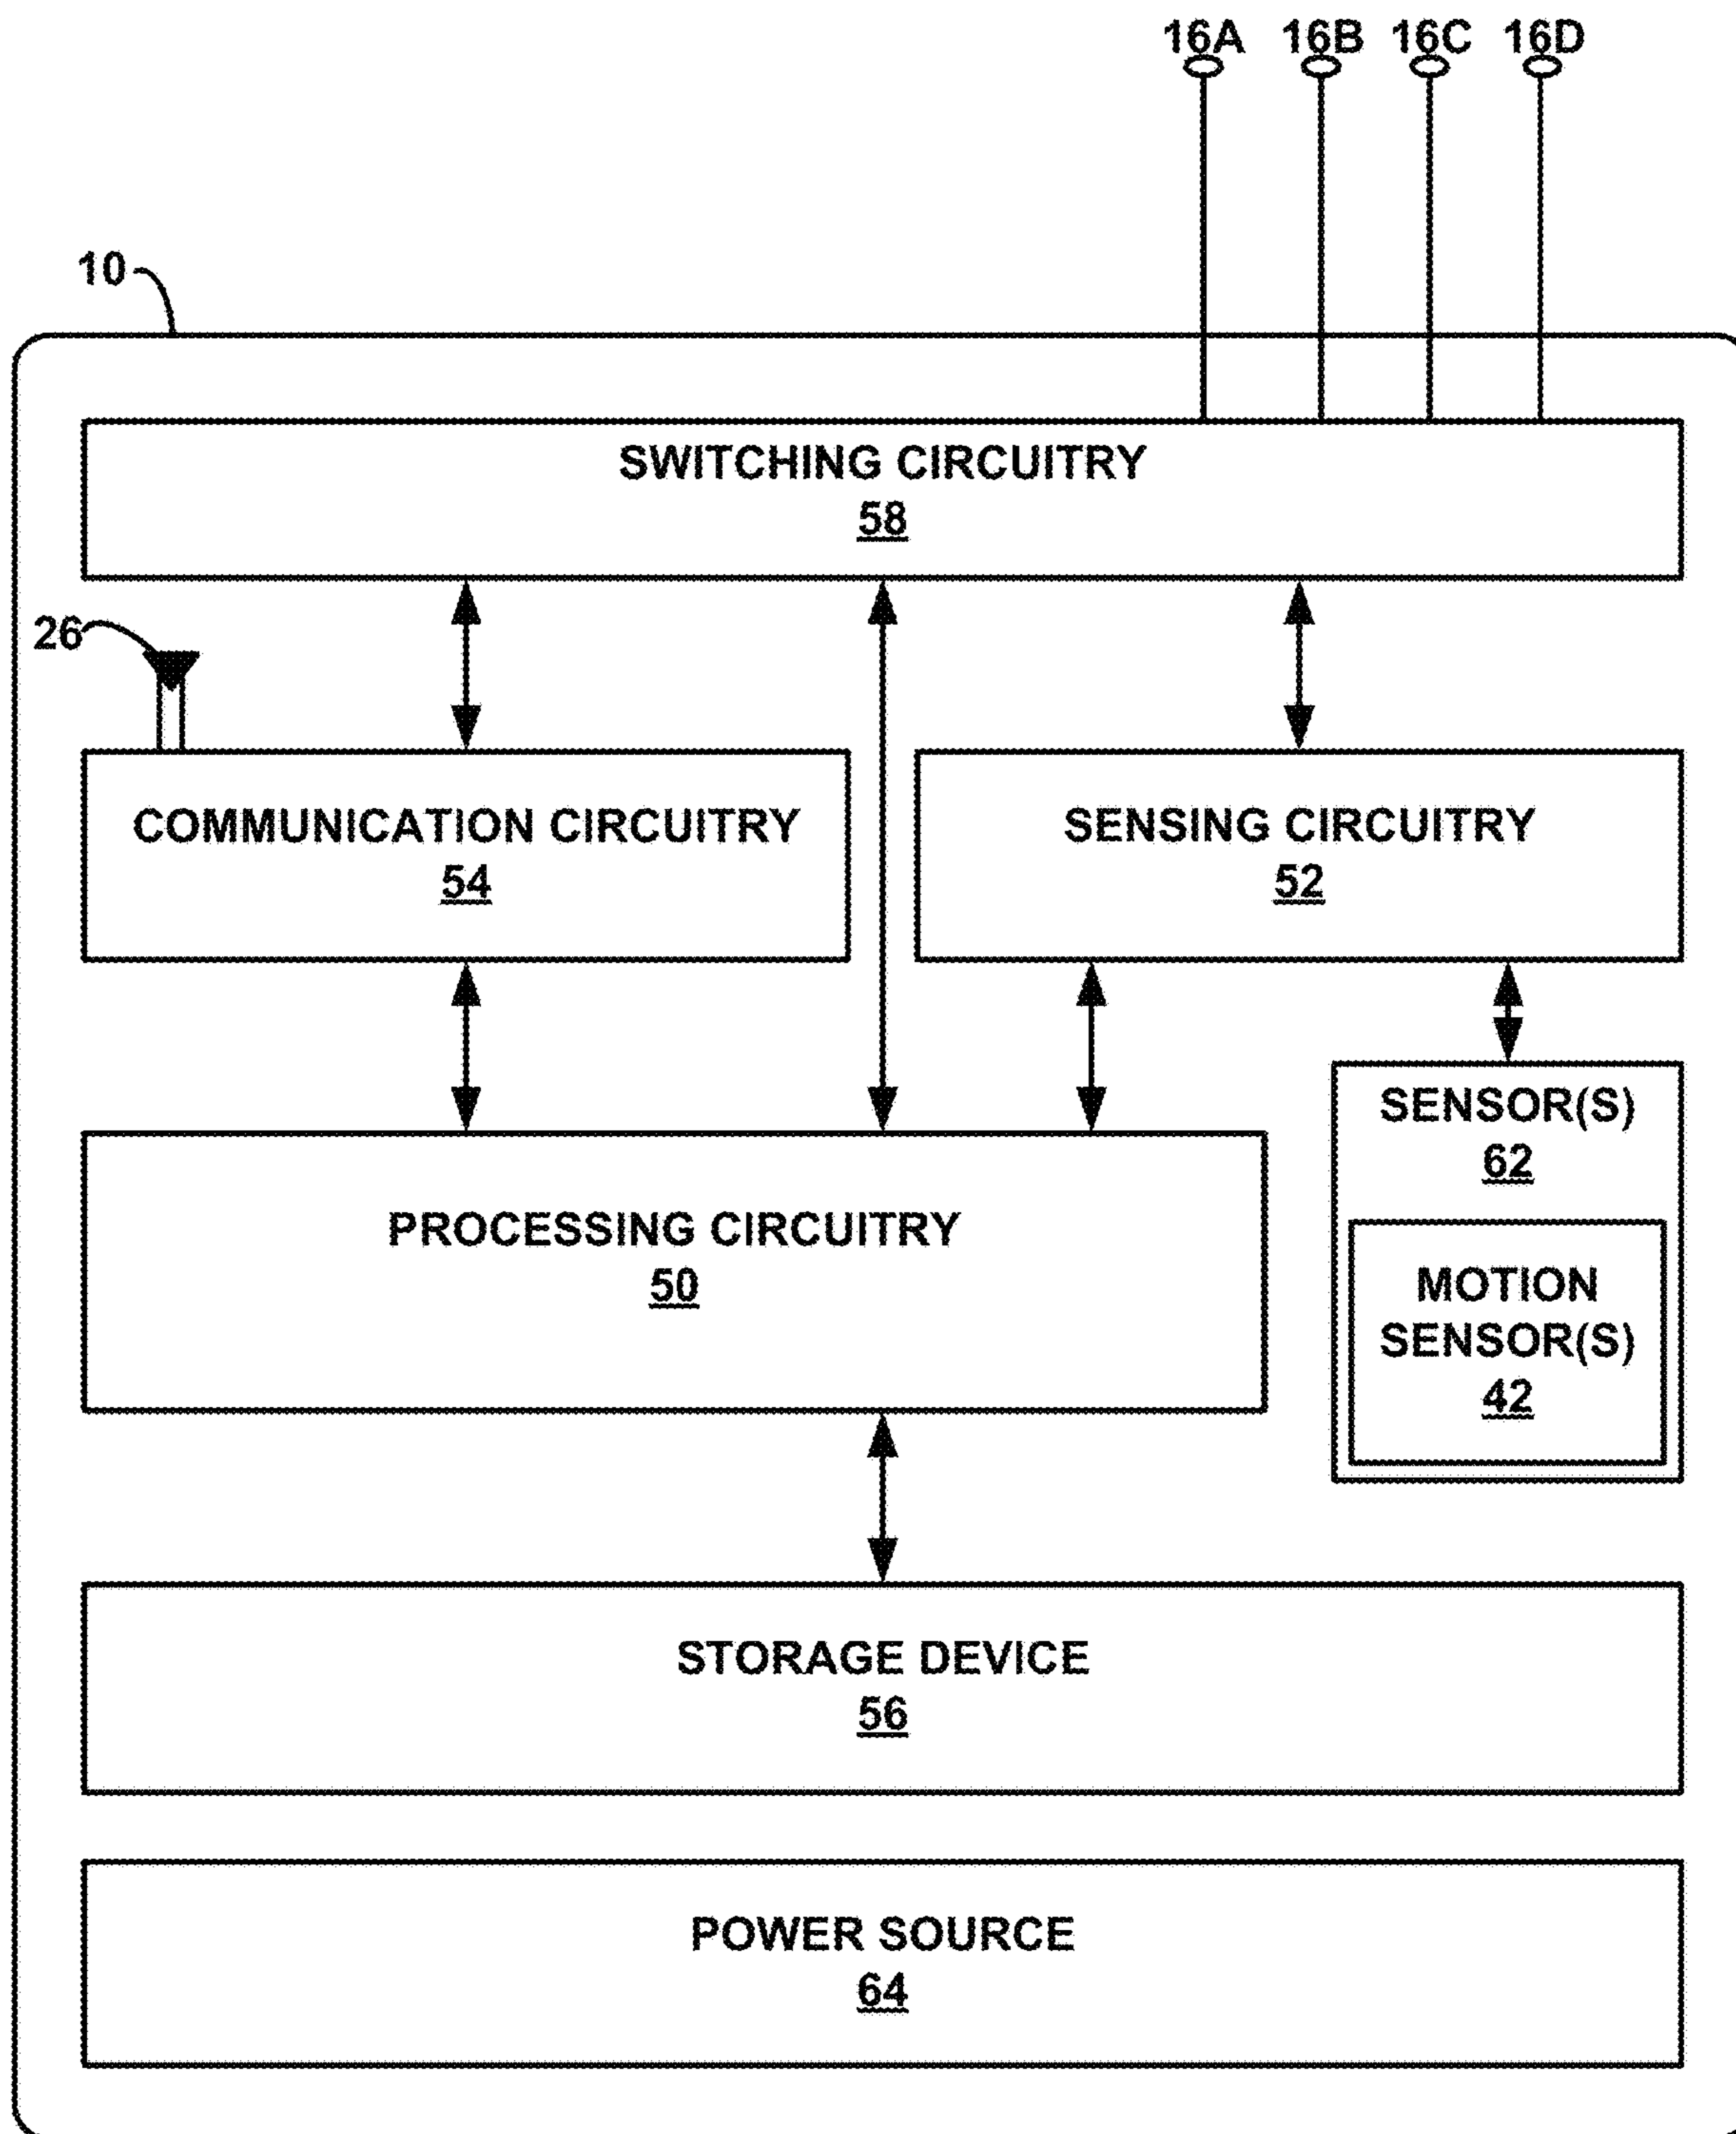 16A 16B 16C 16D
10
SWITCHING CIRCUITRY
58
26
COMMUNICATION CIRCUITRY
54
SENSING CIRCUITRY
52
PROCESSING CIRCUITRY
50
SENSOR(S)
62
MOTION
SENSOR(S)
42
STORAGE DEVICE
56
POWER SOURCE
64